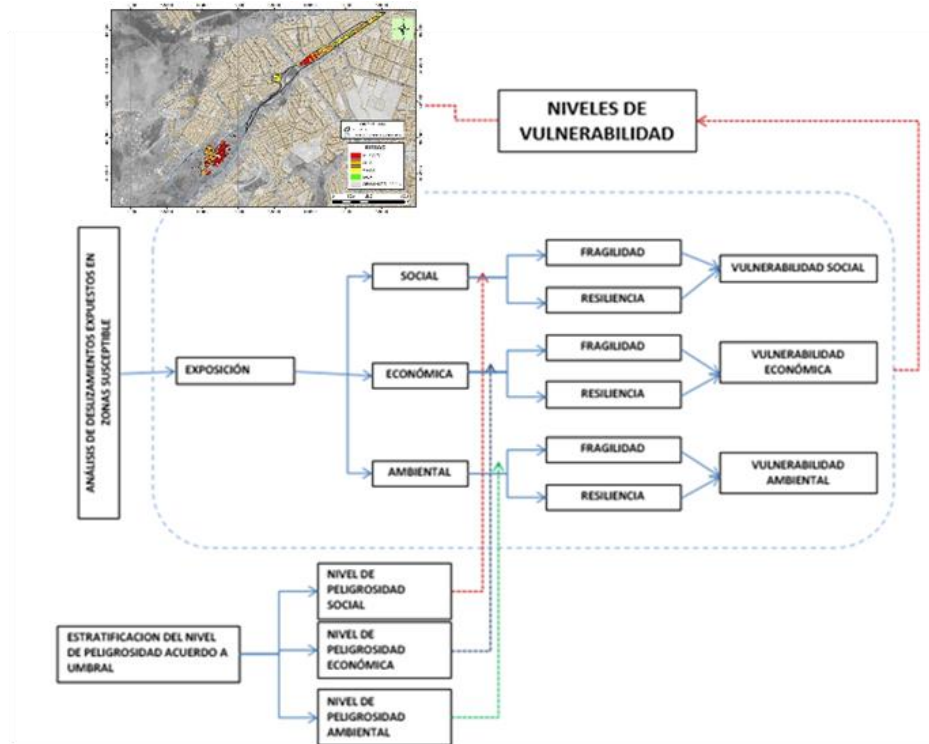 NIVELES DE
VULNERABILIDAD
ANÁLISIS DE DESLIZAMIENTOS EXPUESTOS EN
ZONAS SUSCEPTIBLE
EXPOSICIÓN
SOCIAL
FRAGILIDAD
RESILIENCIA
VULNERABILIDAD SOCIAL
ECONÓMICA
FRAGILIDAD
RESILIENCIA
VULNERABILIDAD
ECONÓMICA
AMBIENTAL
FRAGILIDAD
RESILIENCIA
VULNERABILIDAD
AMBIENTAL
ESTRATIFICACION DEL NIVEL
DE PELIGROSIDAD ACUERDO A
UMBRAL
NIVEL DE
PELIGROSIDAD
SOCIAL
NIVEL DE
PELIGROSIDAD
ECONÓMICA
NIVEL DE
PELIGROSIDAD
AMBIENTAL